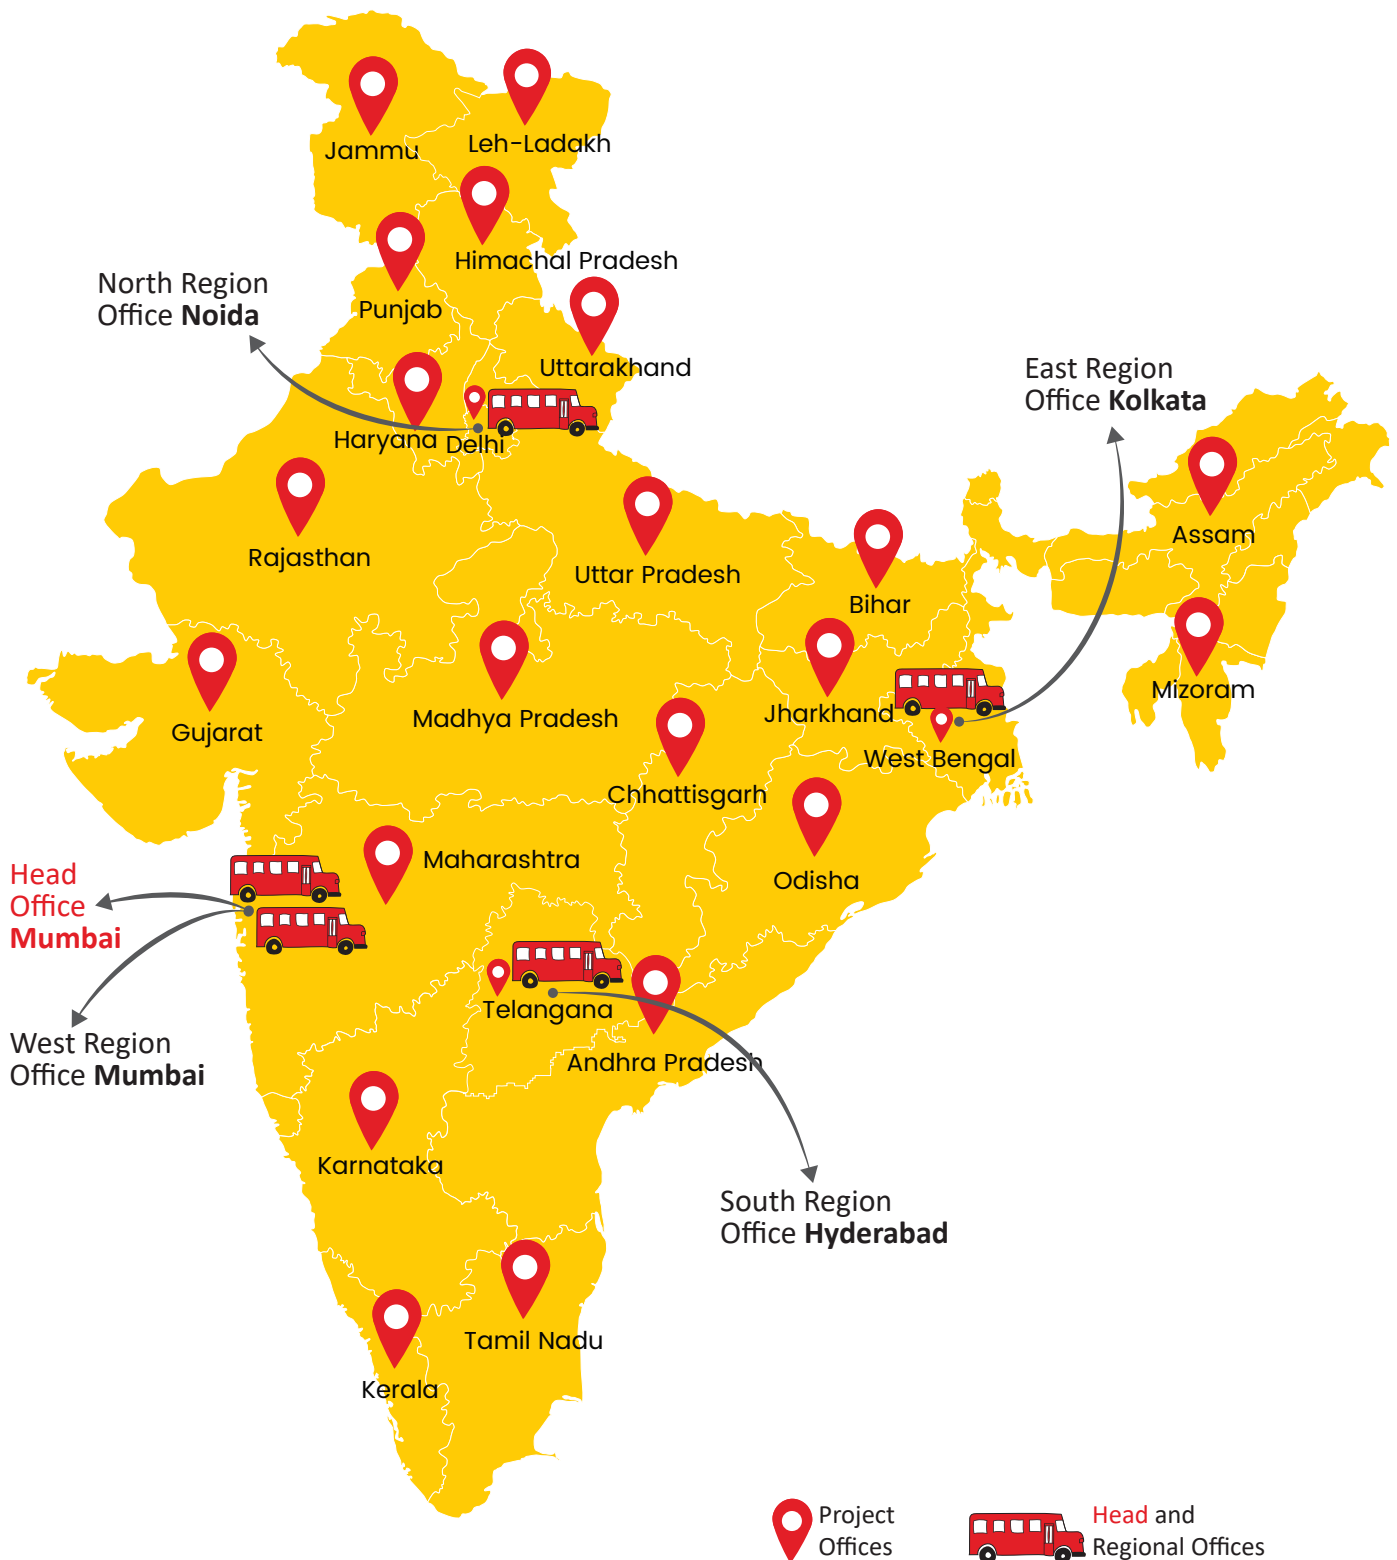 Jammu
Leh-Ladakh
Himachal Pradesh
North Region
Office Noida
Punjab
Uttarakhand
East Region
Office Kolkata
Haryana
Delhi
Rajasthan
Uttar Pradesh
Assam
Bihar
Mizoram
Gujarat
Madhya Pradesh
Jharkhand
West Bengal
Chhattisgarh
Maharashtra
Odisha
Head
Office
Mumbai
Telangana
West Region
Office Mumbai
Andhra Pradesh
Karnataka
South Region
Office Hyderabad
Tamil Nadu
Kerala
Project
Offices
Head and
Regional Offices